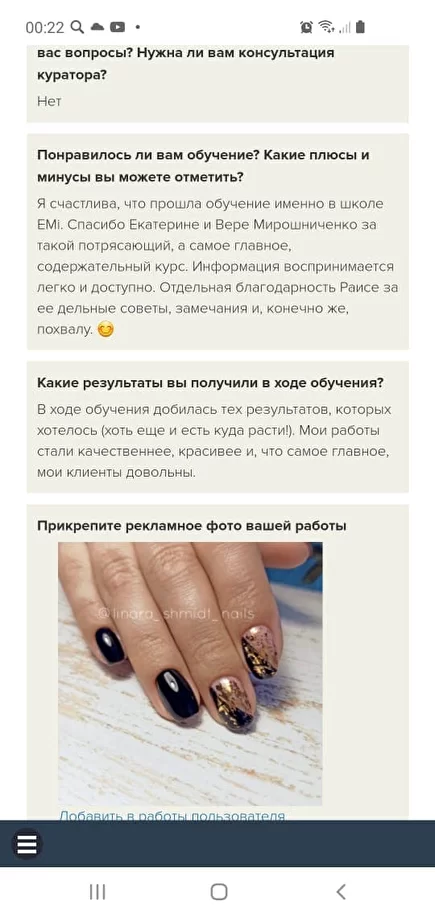 00:22
вас вопросы? Нужна ли вам консультация
куратора?
Нет
Понравилось ли вам обучение? Какие плюсы и
минусы вы можете отметить?
Я счастлива, что прошла обучение именно в школе
EMi. Спасибо Екатерине и Вере Мирошниченко за
такой потрясающий, а самое главное,
содержательный курс. Информация воспринимается
легко и доступно. Отдельная благодарность Раисе за
ее дельные советы, замечания и, конечно же,
похвалу. 😊
Какие результаты вы получили в ходе обучения?
В ходе обучения добилась тех результатов, которых
хотелось (хоть еще и есть куда расти!). Мои работы
стали качественнее, красивее и, что самое главное,
мои клиенты довольны.
Прикрепите рекламное фото вашей работы
@linara_shmidt_nails
Добавить в работы пользователя